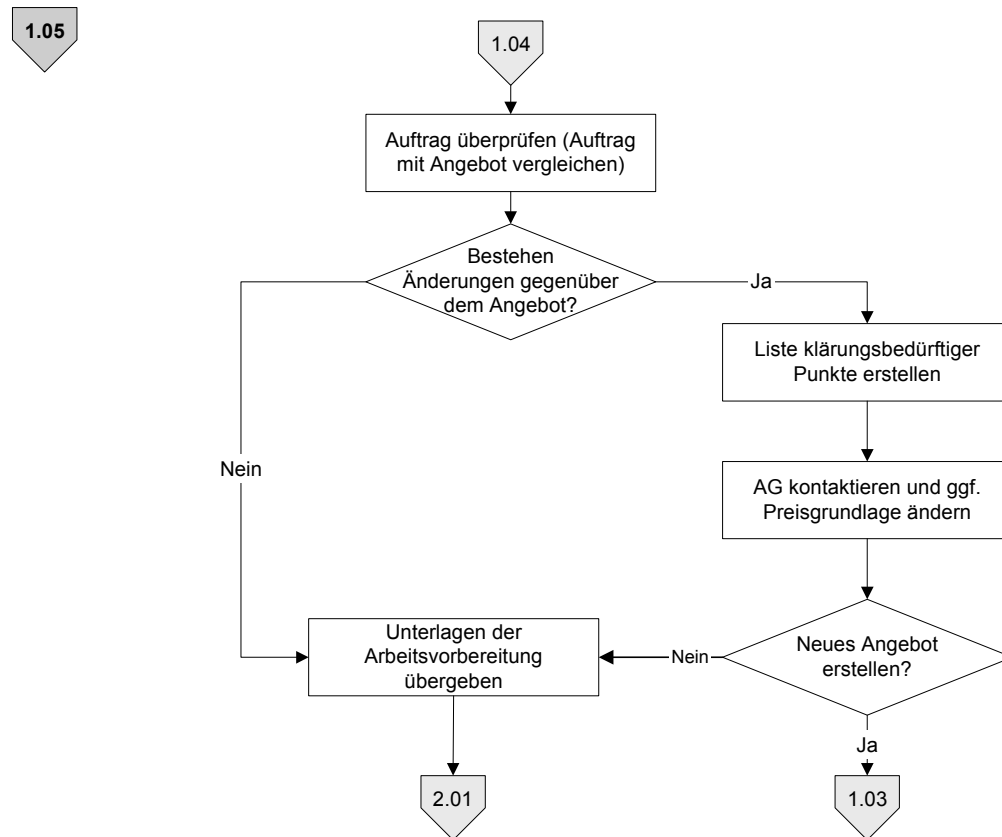 1.05
1.04
Auftrag überprüfen (Auftrag
mit Angebot vergleichen)
Bestehen
Änderungen gegenüber
dem Angebot?
Ja
Liste klärungsbedürftiger
Punkte erstellen
Nein
AG kontaktieren und ggf.
Preisgrundlage ändern
Unterlagen der
Arbeitsvorbereitung
übergeben
Nein
Neues Angebot
erstellen?
Ja
2.01
1.03